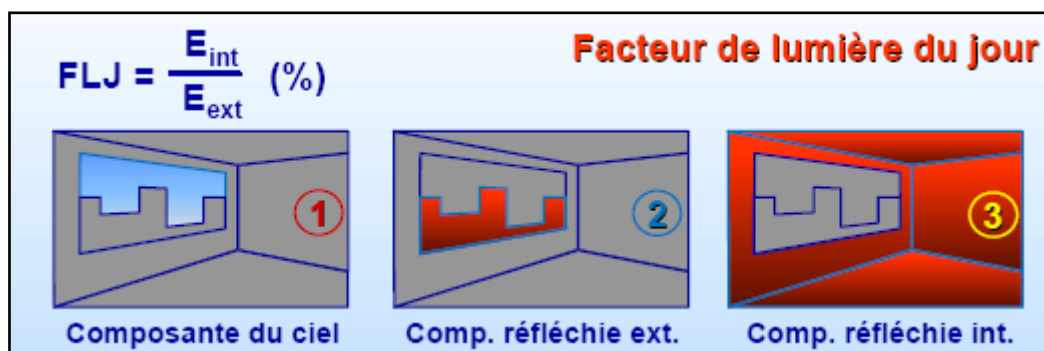 Facteur de lumière du jour
FLJ = E_int / E_ext (%)
1
2
3
Composante du ciel
Comp. réfléchie ext.
Comp. réfléchie int.